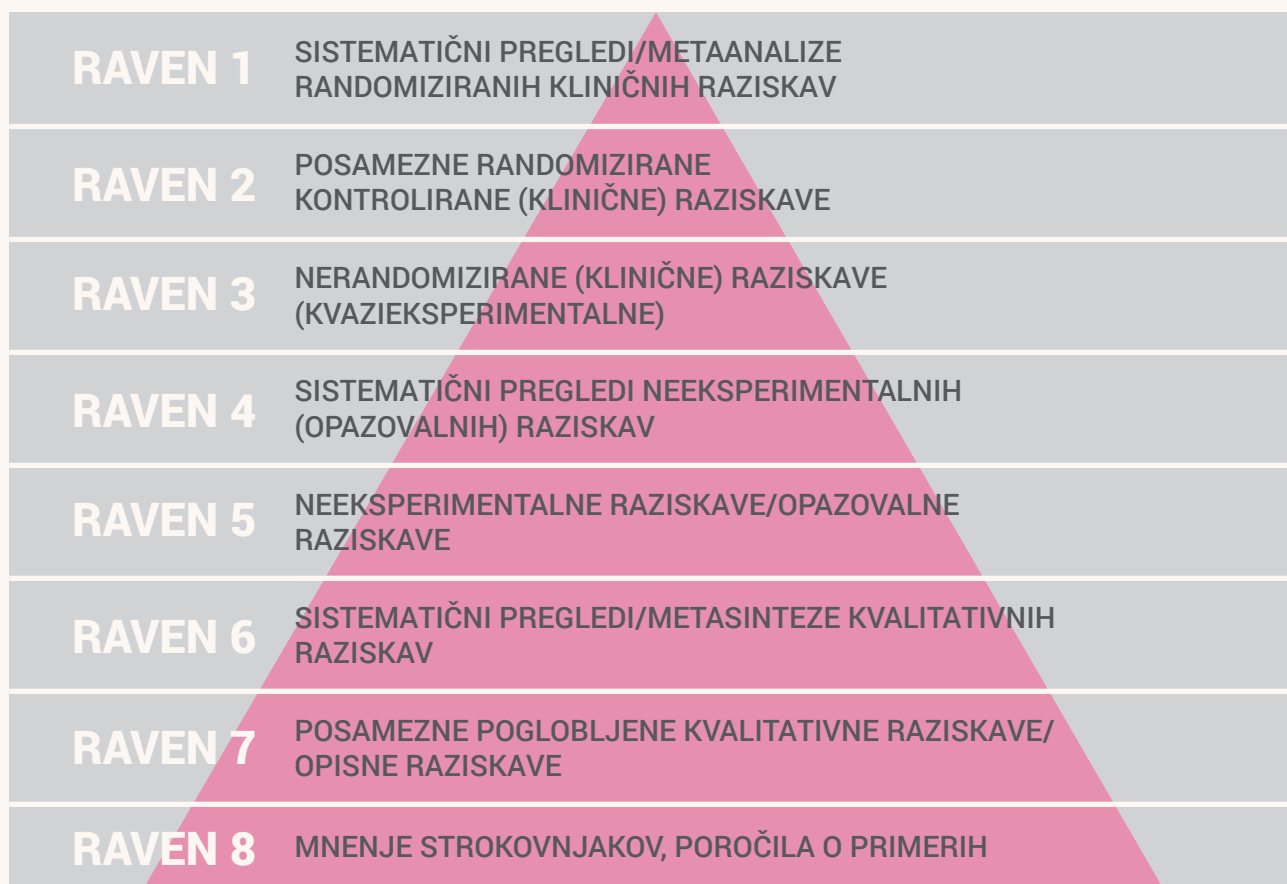 RAVEN 1
SISTEMATIČNI PREGLEDI/METAANALIZE
RANDOMIZIRANIH KLINIČNIH RAZISKAV
RAVEN 2
POSAMEZNE RANDOMIZIRANE
KONTROLIRANE (KLINIČNE) RAZISKAVE
RAVEN 3
NERANDOMIZIRANE (KLINIČNE) RAZISKAVE
(KVAZIEKSPERIMENTALNE)
RAVEN 4
SISTEMATIČNI PREGLEDI NEEKSPERIMENTALNIH
(OPAZOVALNIH) RAZISKAV
RAVEN 5
NEEKSPERIMENTALNE RAZISKAVE/OPAZOVALNE
RAZISKAVE
RAVEN 6
SISTEMATIČNI PREGLEDI/METASINTEZE KVALITATIVNIH
RAZISKAV
RAVEN 7
POSAMEZNE POGLOBLJENE KVALITATIVNE RAZISKAVE/
OPISNE RAZISKAVE
RAVEN 8
MNENJE STROKOVNJAKOV, POROČILA O PRIMERIH